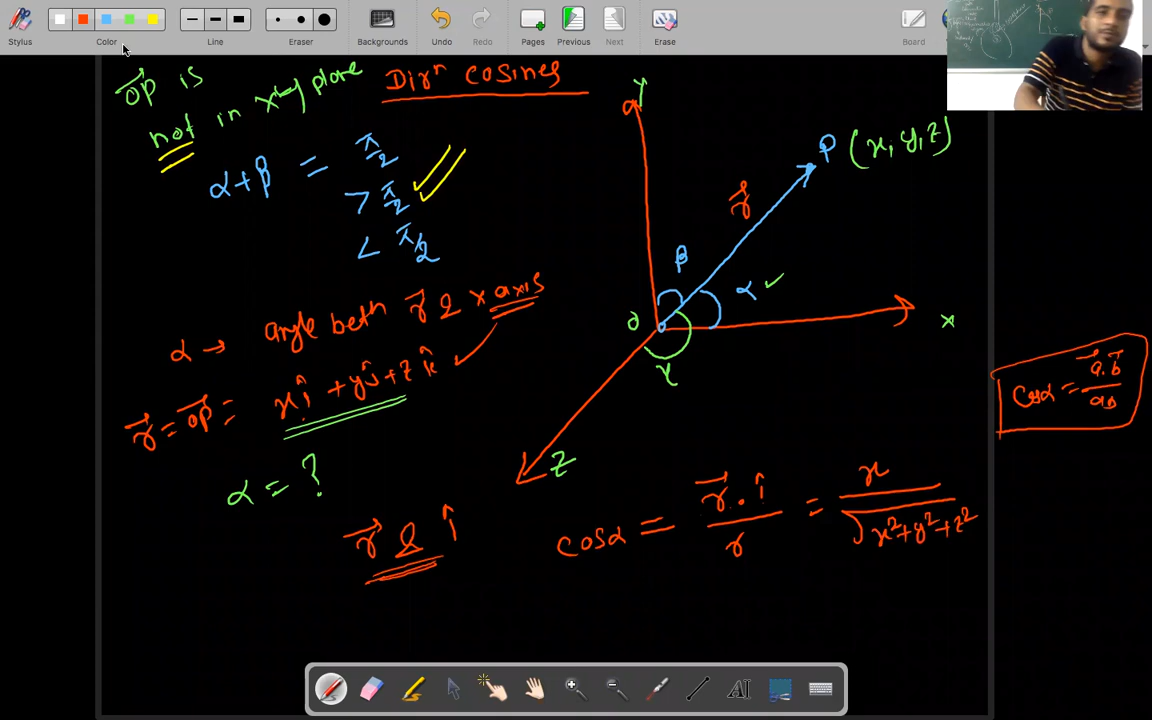 Stylus Color Line Eraser Backgrounds Undo Redo Pages Previous Next Erase Board
OP⃗ is
not in x-y plane
Dirⁿ Cosines
α+β = π/2
> π/2
< π/2
α → angle betn r⃗ & x axis
r⃗ = OP⃗ = xî + yĵ + zk̂
α = ?
r⃗ & î
y
P (x, y, z)
r⃗
β
α ✓
O
x
γ
Z
cosα = r⃗ . î / r = x / √x²+y²+z²
Cosα = a⃗.b⃗ / ab